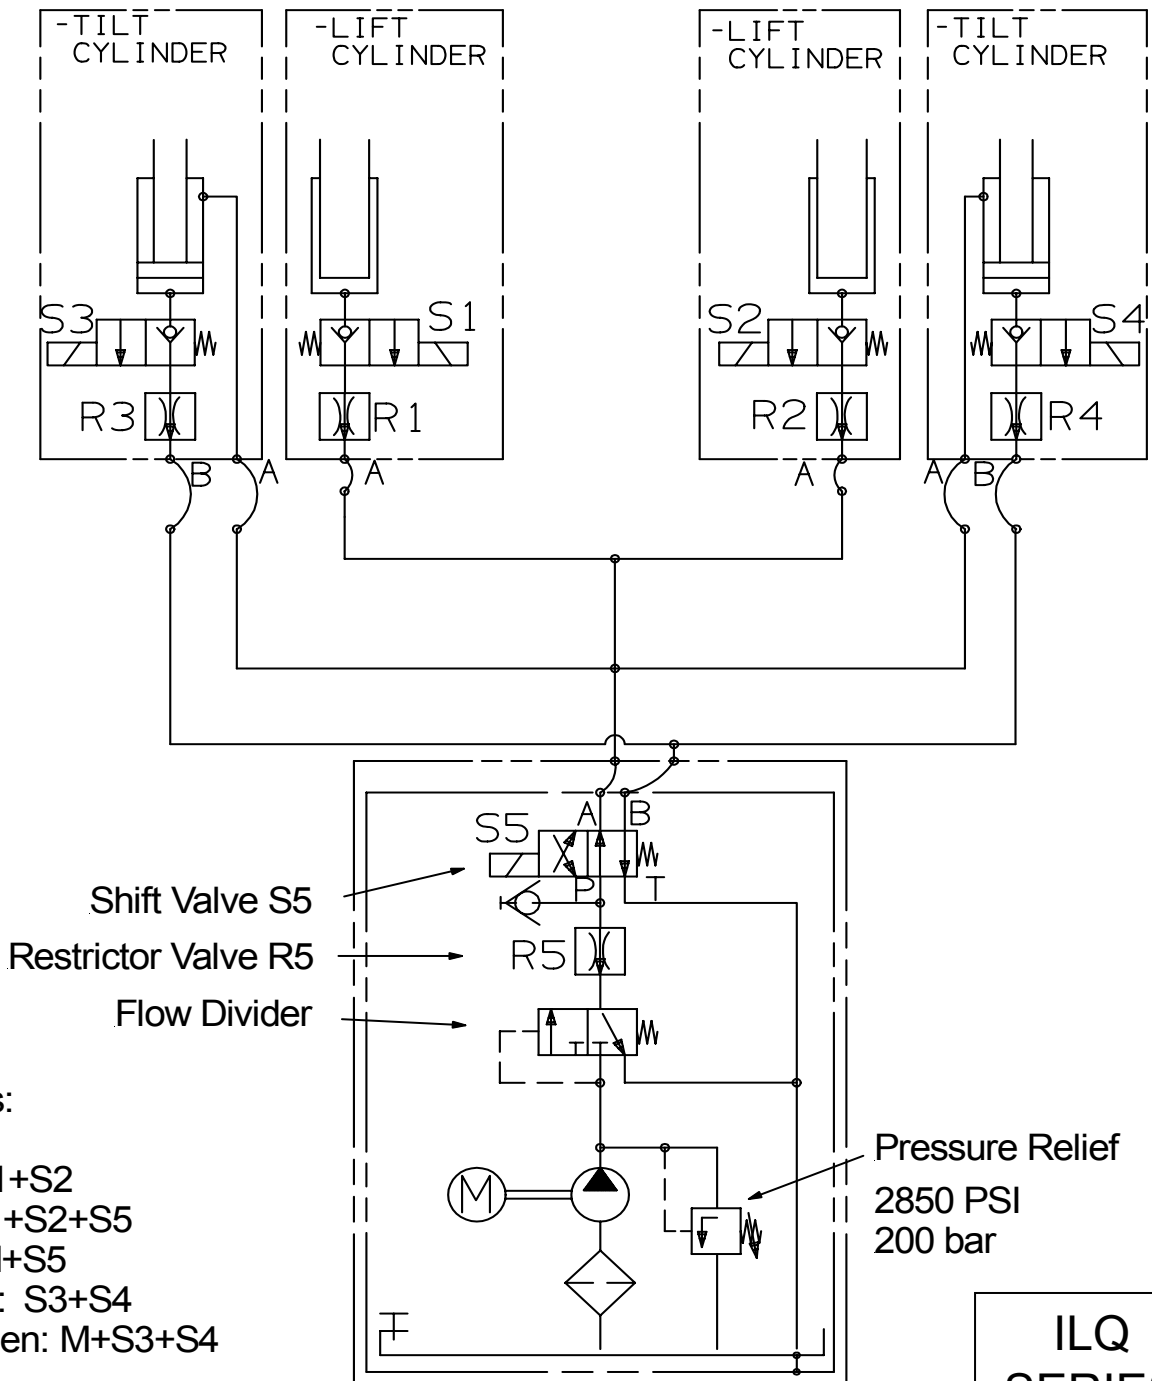 -TILT
CYLINDER
-LIFT
CYLINDER
-LIFT
CYLINDER
-TILT
CYLINDER
S3
S1
S2
S4
R3
R1
R2
R4
B
A
A
A
A
B
A
B
S5
P
T
Shift Valve S5
R5
Restrictor Valve R5
Flow Divider
M
Pressure Relief
2850 PSI
200 bar
+S2
+S2+S5
+S5
: S3+S4
en: M+S3+S4
ILQ